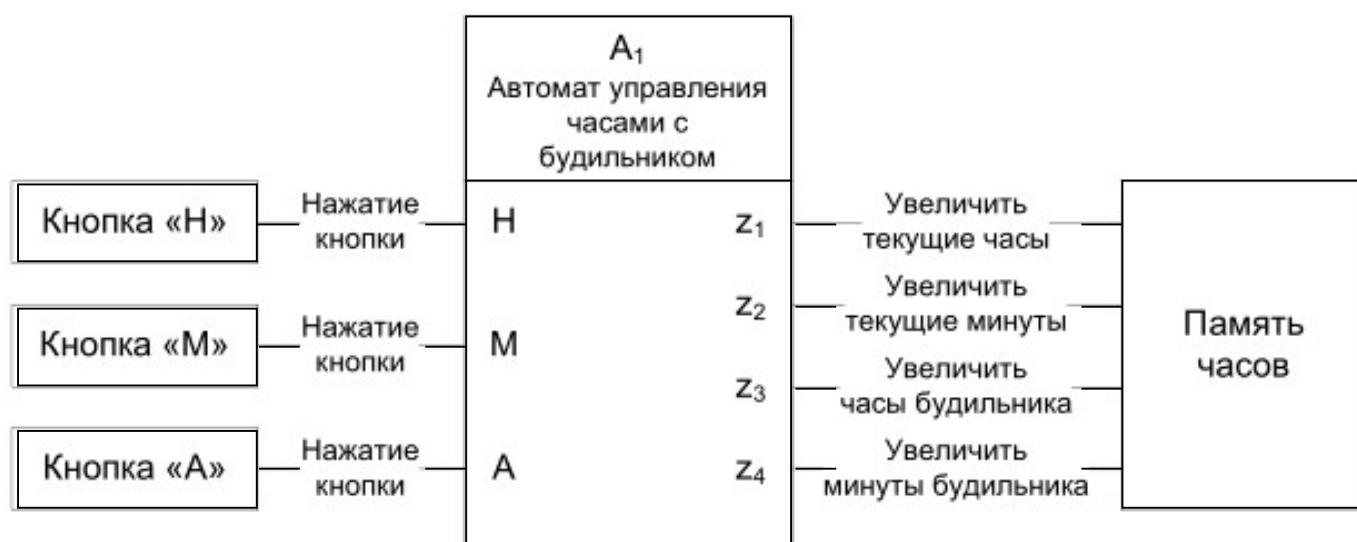 A₁
Автомат управления
часами с
будильником
Кнопка «H»
Нажатие
кнопки
H
z₁
Увеличить
текущие часы
z₂
Увеличить
текущие минуты
Кнопка «M»
Нажатие
кнопки
M
z₃
Увеличить
часы будильника
Кнопка «A»
Нажатие
кнопки
A
z₄
Увеличить
минуты будильника
Память
часов